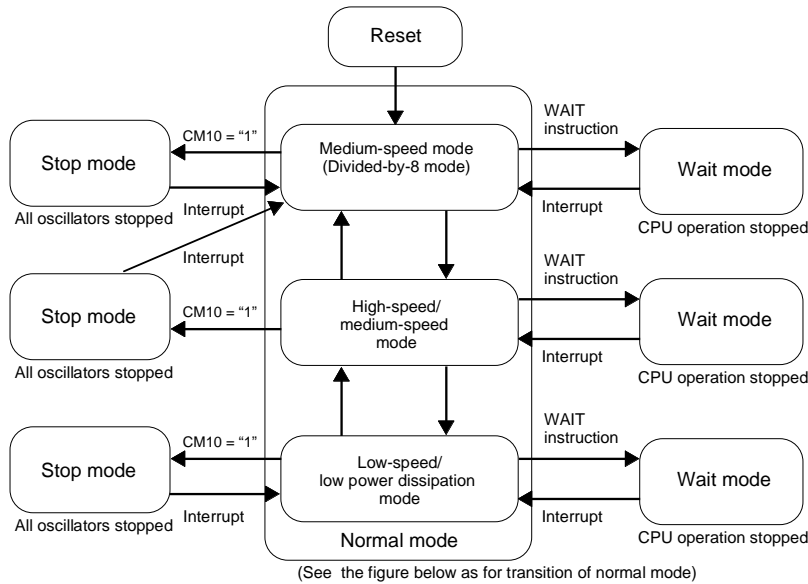 Reset
WAIT
instruction
CM10 = “1”
Medium-speed mode
(Divided-by-8 mode)
Stop mode
Wait mode
Interrupt
Interrupt
All oscillators stopped
CPU operation stopped
Interrupt
WAIT
instruction
High-speed/
medium-speed
mode
Stop mode
CM10 = “1”
Wait mode
Interrupt
All oscillators stopped
CPU operation stopped
WAIT
instruction
CM10 = “1”
Low-speed/
low power dissipation
mode
Stop mode
Wait mode
Interrupt
Interrupt
All oscillators stopped
CPU operation stopped
Normal mode
(See the figure below as for transition of normal mode)